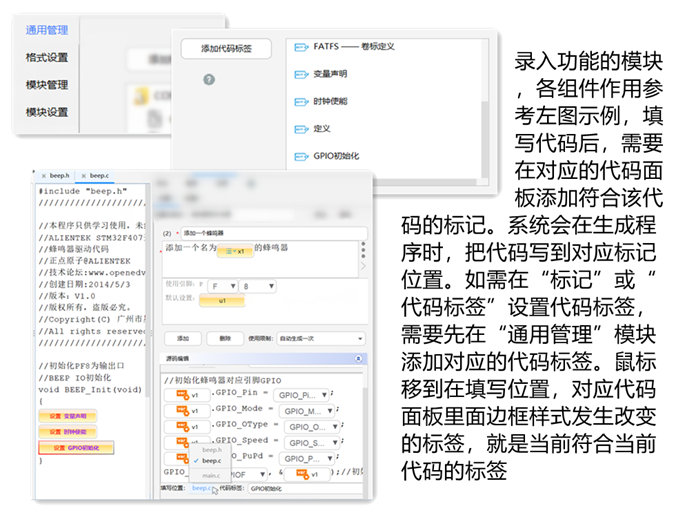 通用管理
格式设置
模块管理
模块设置
添加代码标签
FATFS —— 卷标定义
变量声明
时钟使能
定义
GPIO初始化
录入功能的模块
，各组件作用参
考左图示例，填
写代码后，需要
在对应的代码面
板添加符合该代
码的标记。系统会在生成程
序时，把代码写到对应标记
位置。如需在“标记”或“
代码标签”设置代码标签，
需要先在“通用管理”模块
添加对应的代码标签。鼠标
移到在填写位置，对应代码
面板里面边框样式发生改变
的标签，就是当前符合当前
代码的标签
× beep.h × beep.c
#include "beep.h"
//////////////////////
//本程序只供学习使用，未
//ALIENTEK STM32F407
//蜂鸣器驱动代码
//正点原子@ALIENTEK
//技术论坛:www.openedv
//创建日期:2014/5/3
//版本：V1.0
//版权所有，盗版必究。
//Copyright(C) 广州市
//All rights reserved
//////////////////////
//初始化PF8为输出口
//BEEP IO初始化
void BEEP_Init(void)
{
设置 变量声明
设置 时钟使能
设置 GPIO初始化
}
(2) * 添加一个蜂鸣器
添加一个名为 v1 的蜂鸣器
使用引脚：F F 8
默认设置： u1
添加 删除 使用限制：自动生成一次
源码编辑
//初始化蜂鸣器对应引脚GPIO
v1 .GPIO_Pin = GPIO_Pi... ;
v1 .GPIO_Mode = GPIO_M... ;
v1 .GPIO_OType = GPIO_O... ;
v1 .GPIO_Speed = GPIO_S... ;
v1 .GPIO_PuPd = GPIO_P... ;
beep.h
✓ beep.c
main.c
GPIO_ GPIOF , & v1 );//初
填写位置： beep.c 代码标签： GPIO初始化